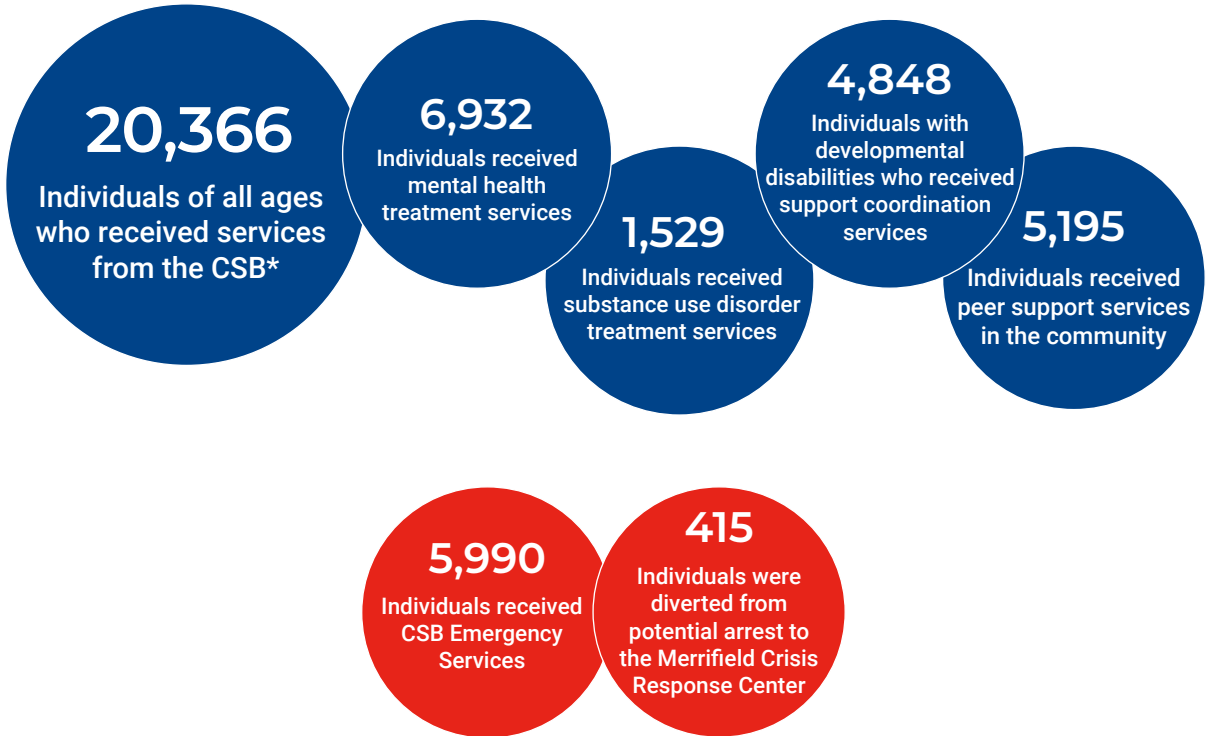 20,366
Individuals of all ages
who received services
from the CSB*
6,932
Individuals received
mental health
treatment services
1,529
Individuals received
substance use disorder
treatment services
4,848
Individuals with
developmental
disabilities who received
support coordination
services
5,195
Individuals received
peer support services
in the community
5,990
Individuals received
CSB Emergency
Services
415
Individuals were
diverted from
potential arrest to
the Merrifield Crisis
Response Center